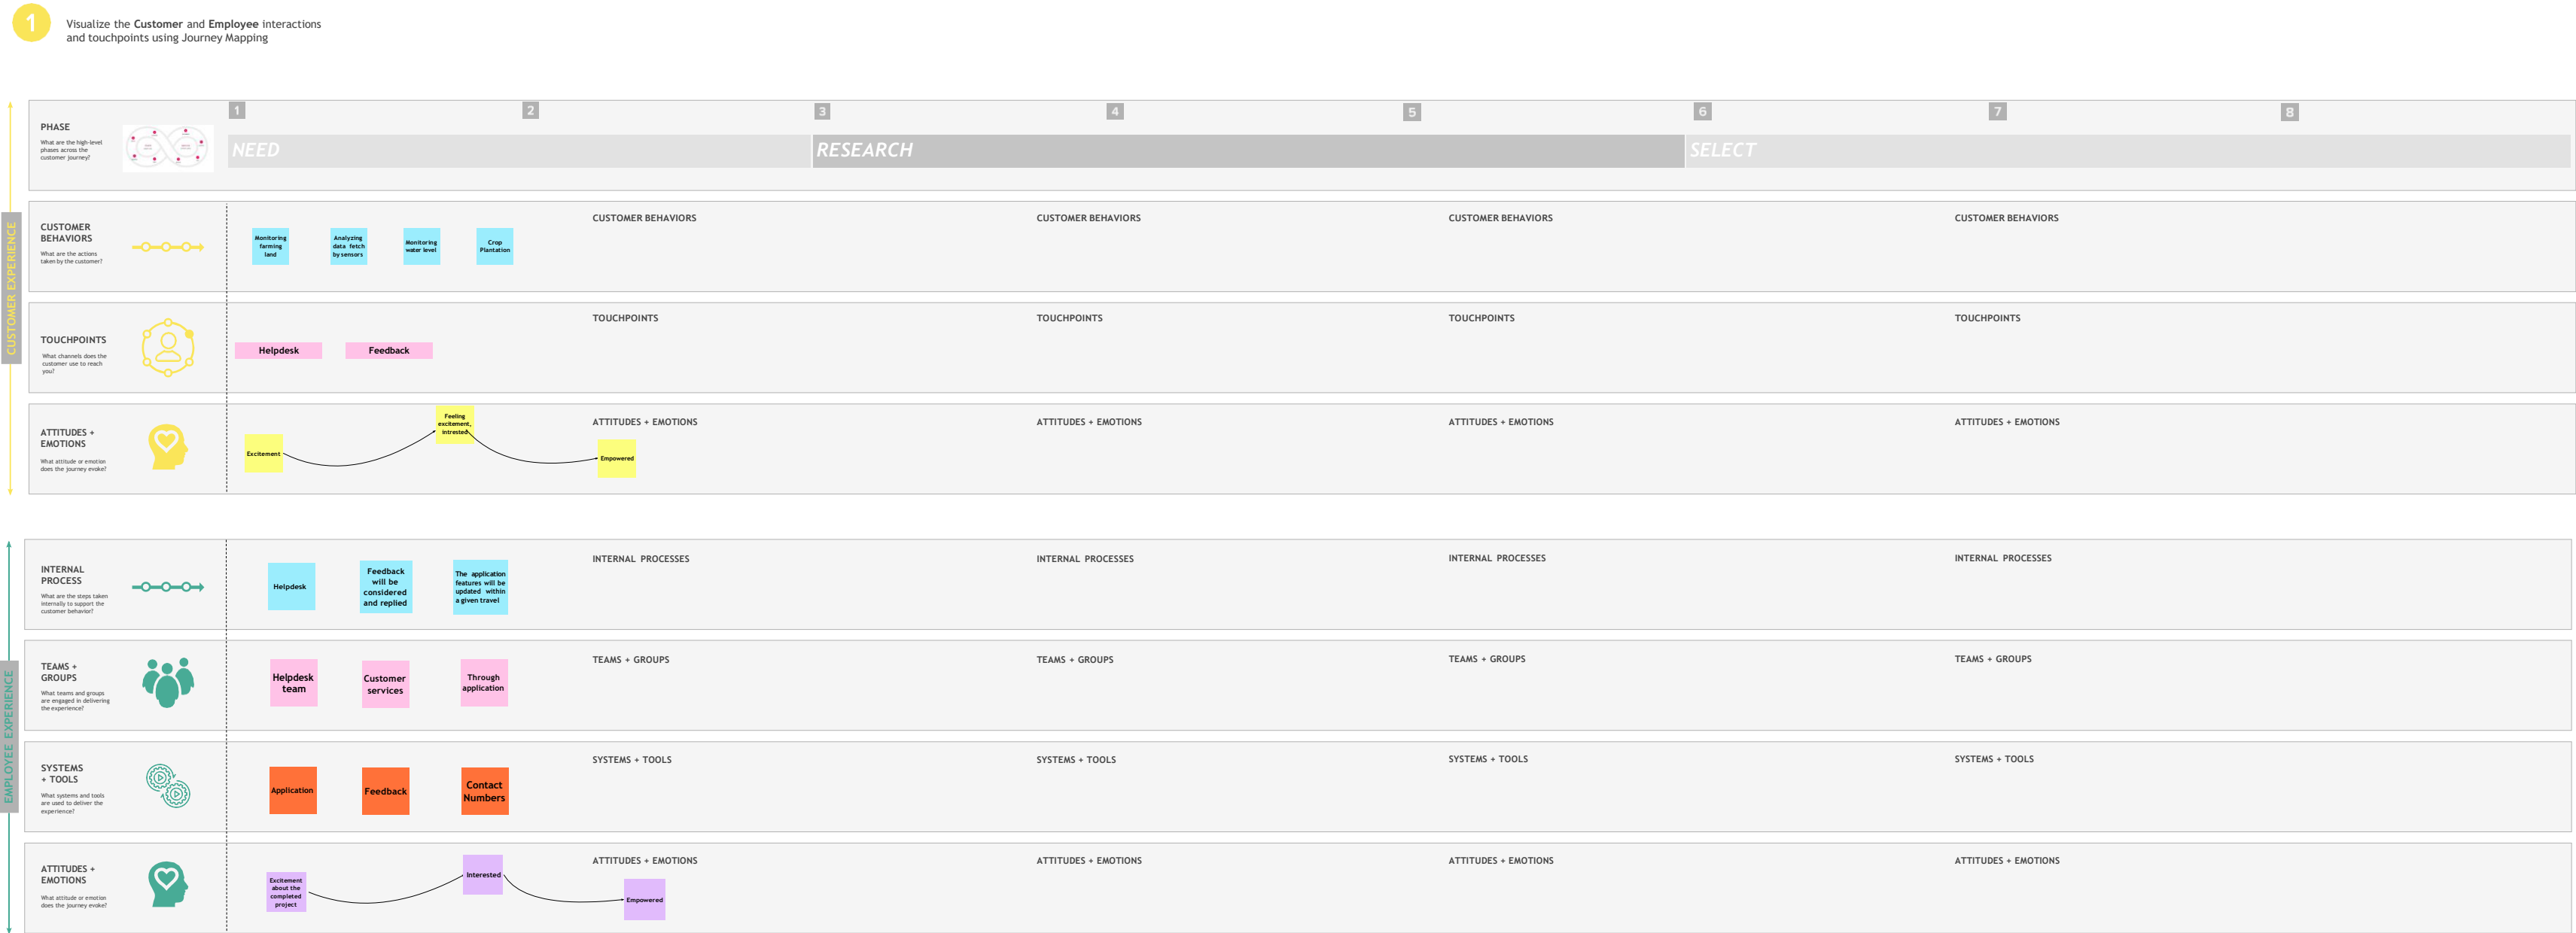 1
Visualize the Customer and Employee interactions
and touchpoints using Journey Mapping
CUSTOMER EXPERIENCE
PHASE
What are the high-level
phases across the
customer journey?
1
2
3
4
5
6
7
8
NEED
RESEARCH
SELECT
CUSTOMER
BEHAVIORS
What are the actions
taken by the customer?
Monitoring
farming
land
Analyzing
data fetch
by sensors
Monitoring
water level
Crop
Plantation
CUSTOMER BEHAVIORS
CUSTOMER BEHAVIORS
CUSTOMER BEHAVIORS
CUSTOMER BEHAVIORS
TOUCHPOINTS
What channels does the
customer use to reach
you?
Helpdesk
Feedback
TOUCHPOINTS
TOUCHPOINTS
TOUCHPOINTS
TOUCHPOINTS
ATTITUDES +
EMOTIONS
What attitude or emotion
does the journey evoke?
Excitement
Feeling
excitement,
intrested
Empowered
ATTITUDES + EMOTIONS
ATTITUDES + EMOTIONS
ATTITUDES + EMOTIONS
ATTITUDES + EMOTIONS
EMPLOYEE EXPERIENCE
INTERNAL
PROCESS
What are the steps taken
internally to support the
customer behavior?
Helpdesk
Feedback
will be
considered
and replied
The application
features will be
updated within
a given travel
INTERNAL PROCESSES
INTERNAL PROCESSES
INTERNAL PROCESSES
INTERNAL PROCESSES
TEAMS +
GROUPS
What teams and groups
are engaged in delivering
the experience?
Helpdesk
team
Customer
services
Through
application
TEAMS + GROUPS
TEAMS + GROUPS
TEAMS + GROUPS
TEAMS + GROUPS
SYSTEMS
+ TOOLS
What systems and tools
are used to deliver the
experience?
Application
Feedback
Contact
Numbers
SYSTEMS + TOOLS
SYSTEMS + TOOLS
SYSTEMS + TOOLS
SYSTEMS + TOOLS
ATTITUDES +
EMOTIONS
What attitude or emotion
does the journey evoke?
Excitement
about the
completed
project
Interested
Empowered
ATTITUDES + EMOTIONS
ATTITUDES + EMOTIONS
ATTITUDES + EMOTIONS
ATTITUDES + EMOTIONS